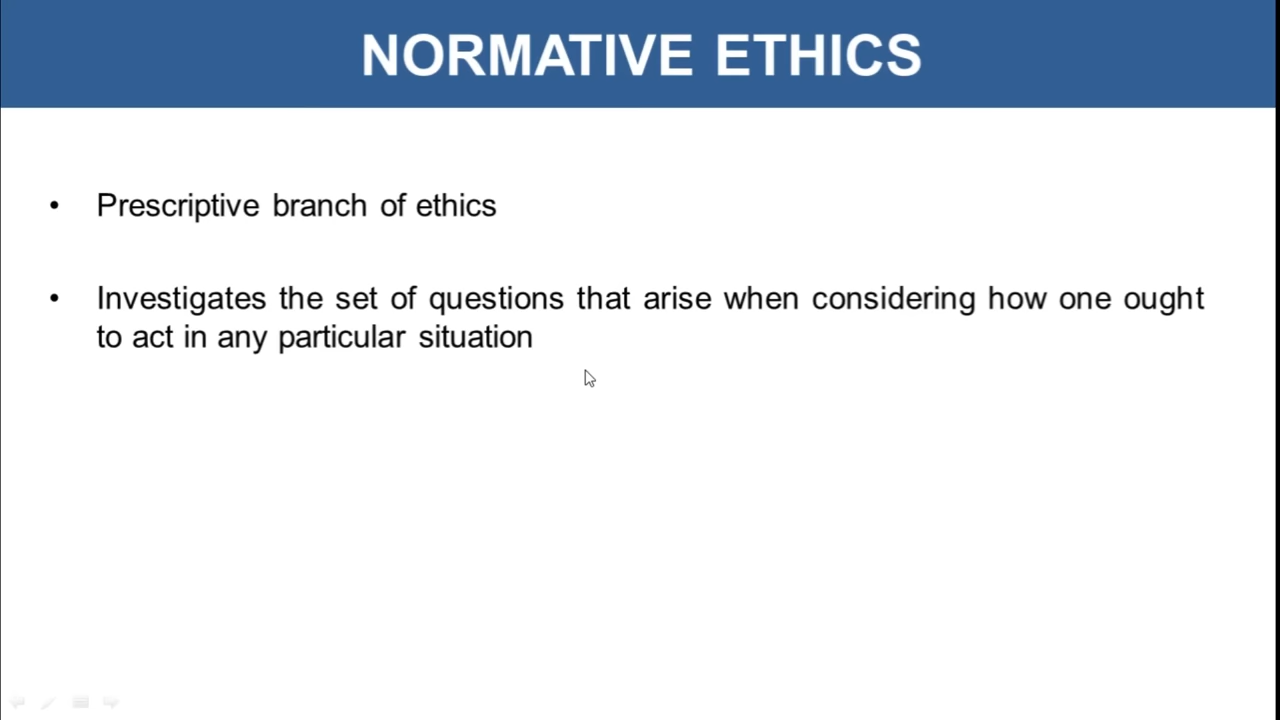 NORMATIVE ETHICS
• Prescriptive branch of ethics
• Investigates the set of questions that arise when considering how one ought
to act in any particular situation